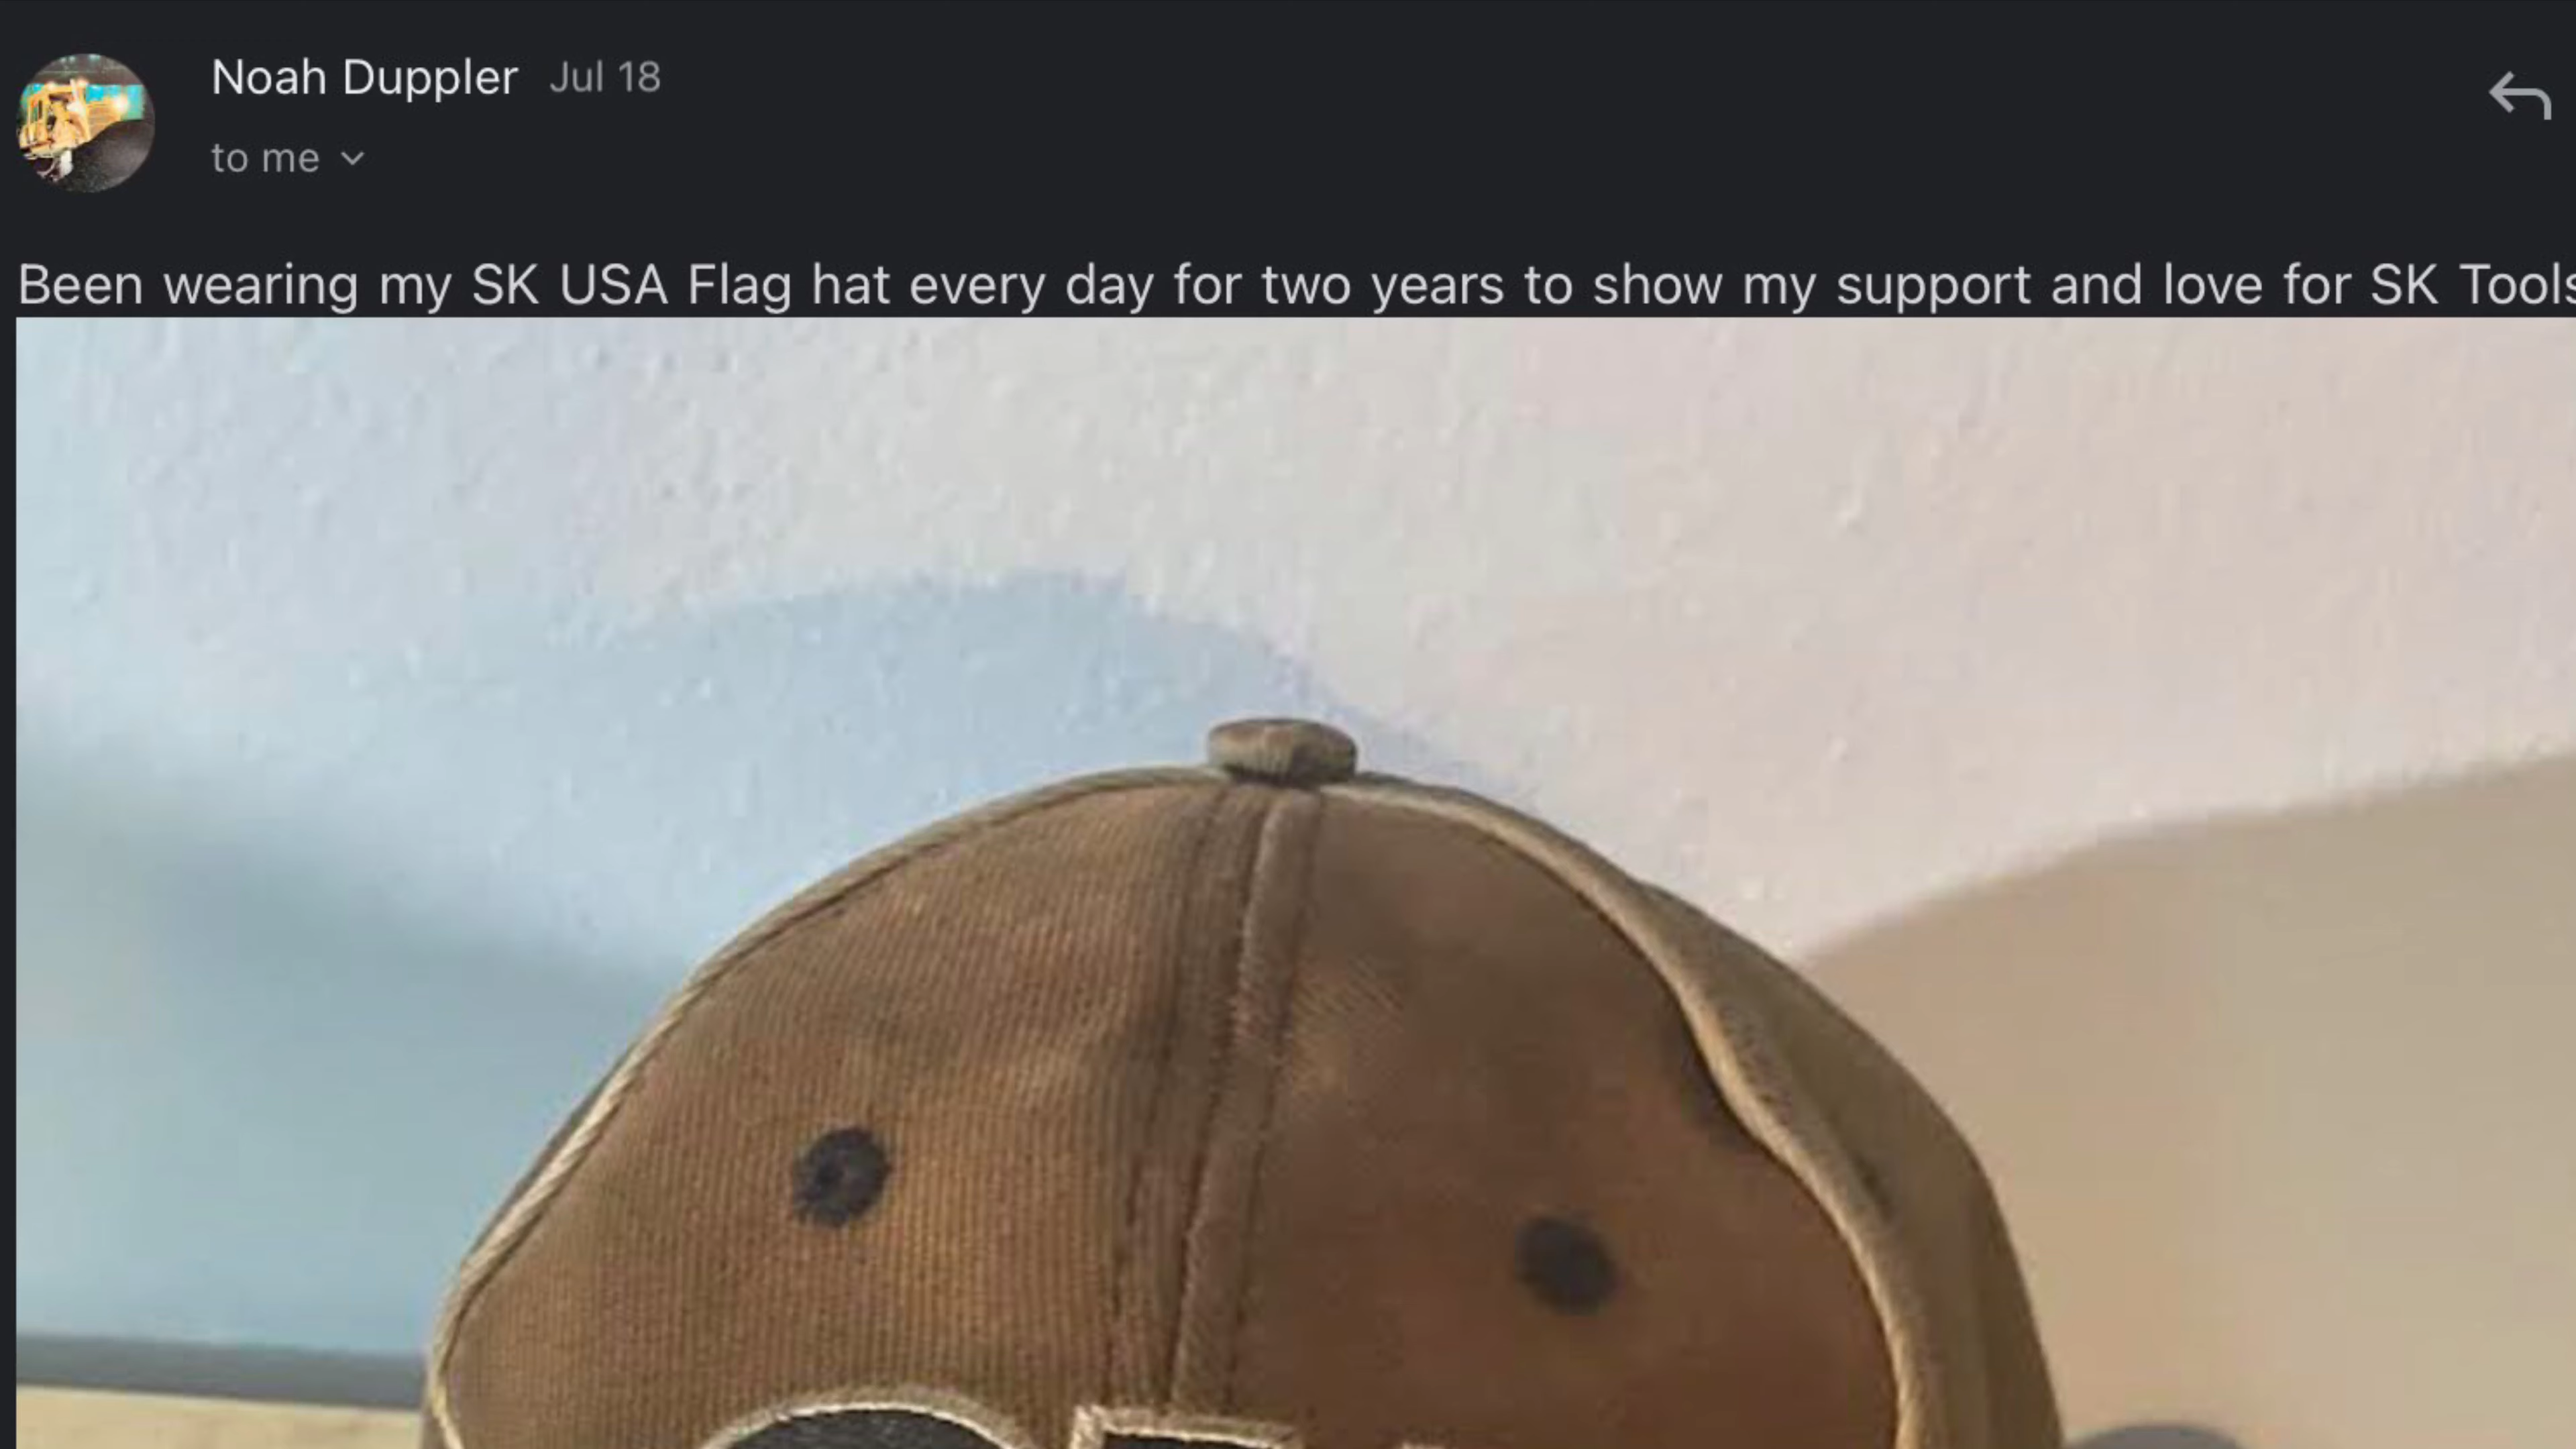 Noah Duppler Jul 18
to me
Been wearing my SK USA Flag hat every day for two years to show my support and love for SK Tools